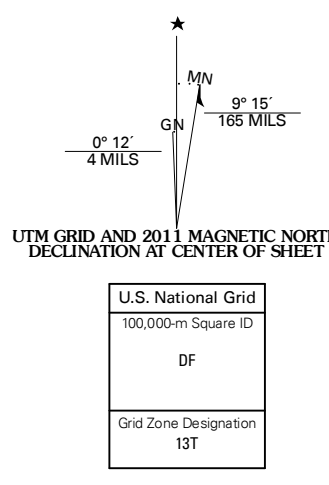 MN
GN
9° 15´
165 MILS
0° 12´
4 MILS
UTM GRID AND 2011 MAGNETIC NORT
DECLINATION AT CENTER OF SHEET
U.S. National Grid
100,000-m Square ID
DF
Grid Zone Designation
13T